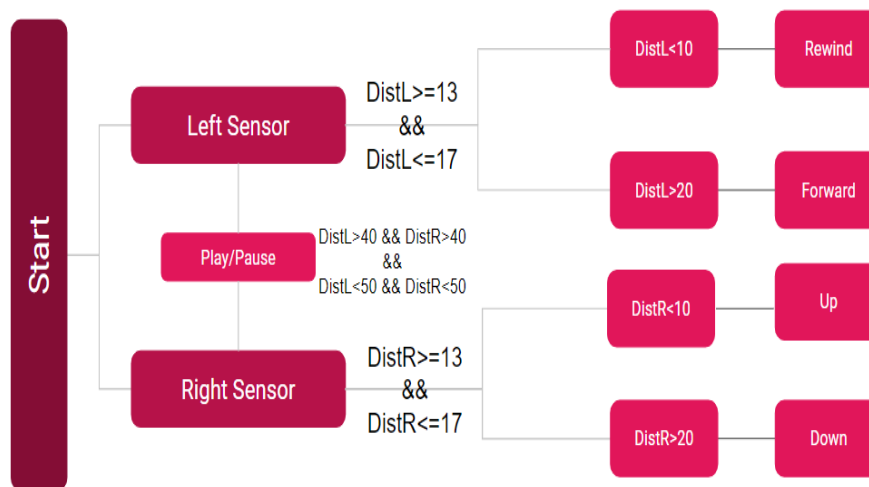 Start
Left Sensor
DistL>=13
&&
DistL<=17
DistL<10
Rewind
DistL>20
Forward
Play/Pause
DistL>40 && DistR>40
&&
DistL<50 && DistR<50
Right Sensor
DistR>=13
&&
DistR<=17
DistR<10
Up
DistR>20
Down